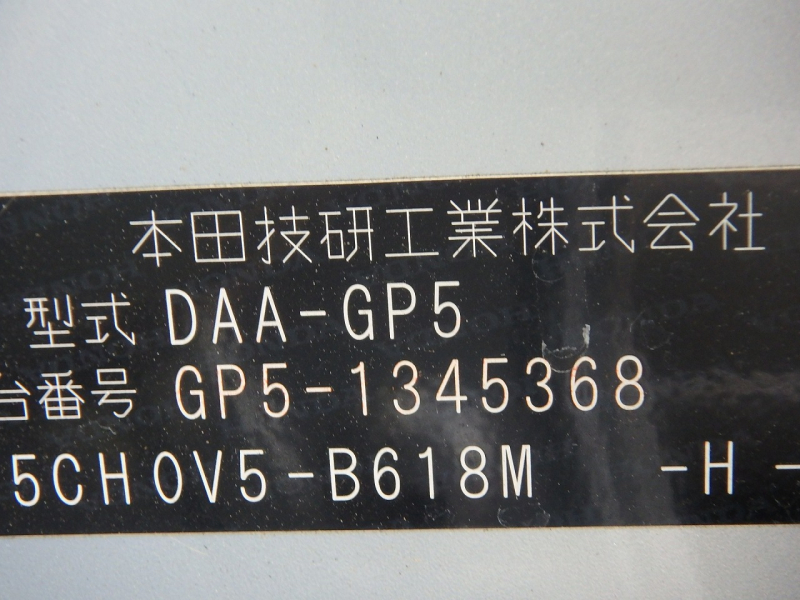 本田技研工業株式会社
型式 DAA-GP5
台番号 GP5-1345368
5CH0V5-B618M -H-